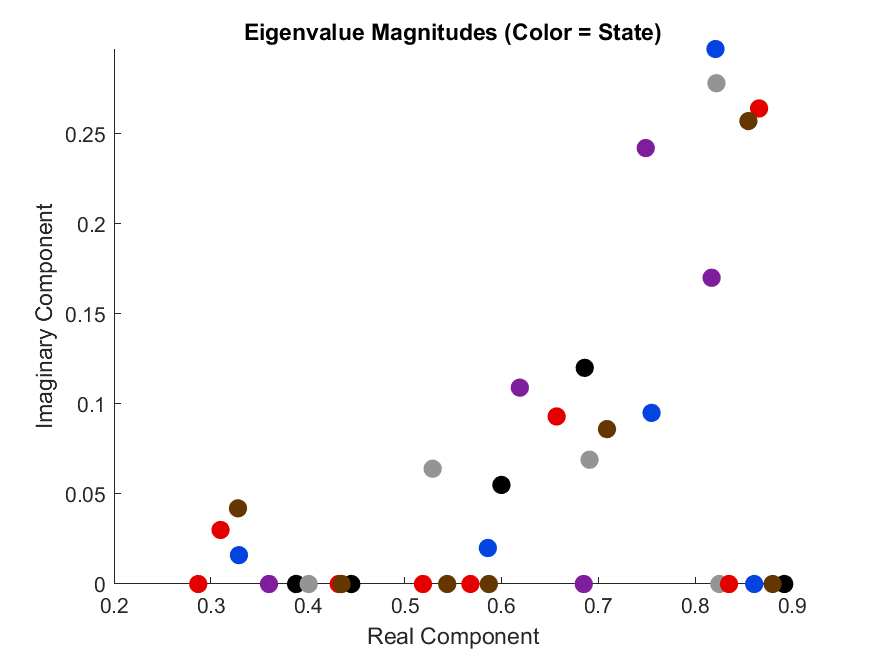 Eigenvalue Magnitudes (Color = State)
0.25
0.2
0.15
0.1
0.05
0
Imaginary Component
0.2 0.3 0.4 0.5 0.6 0.7 0.8 0.9
Real Component